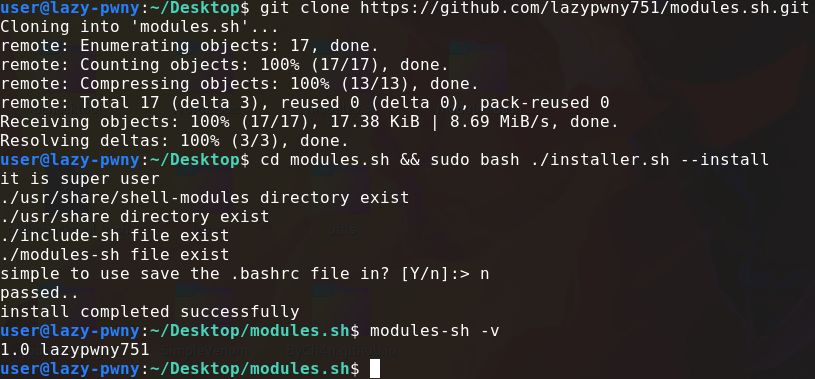 user@lazy-pwny:~/Desktop$ git clone https://github.com/lazypwny751/modules.sh.git
Cloning into 'modules.sh'...
remote: Enumerating objects: 17, done.
remote: Counting objects: 100% (17/17), done.
remote: Compressing objects: 100% (13/13), done.
remote: Total 17 (delta 3), reused 0 (delta 0), pack-reused 0
Receiving objects: 100% (17/17), 17.38 KiB | 8.69 MiB/s, done.
Resolving deltas: 100% (3/3), done.
user@lazy-pwny:~/Desktop$ cd modules.sh && sudo bash ./installer.sh --install
it is super user
./usr/share/shell-modules directory exist
./usr/share directory exist
./include-sh file exist
./modules-sh file exist
simple to use save the .bashrc file in? [Y/n]:> n
passed..
install completed successfully
user@lazy-pwny:~/Desktop/modules.sh$ modules-sh -v
1.0 lazypwny751
user@lazy-pwny:~/Desktop/modules.sh$